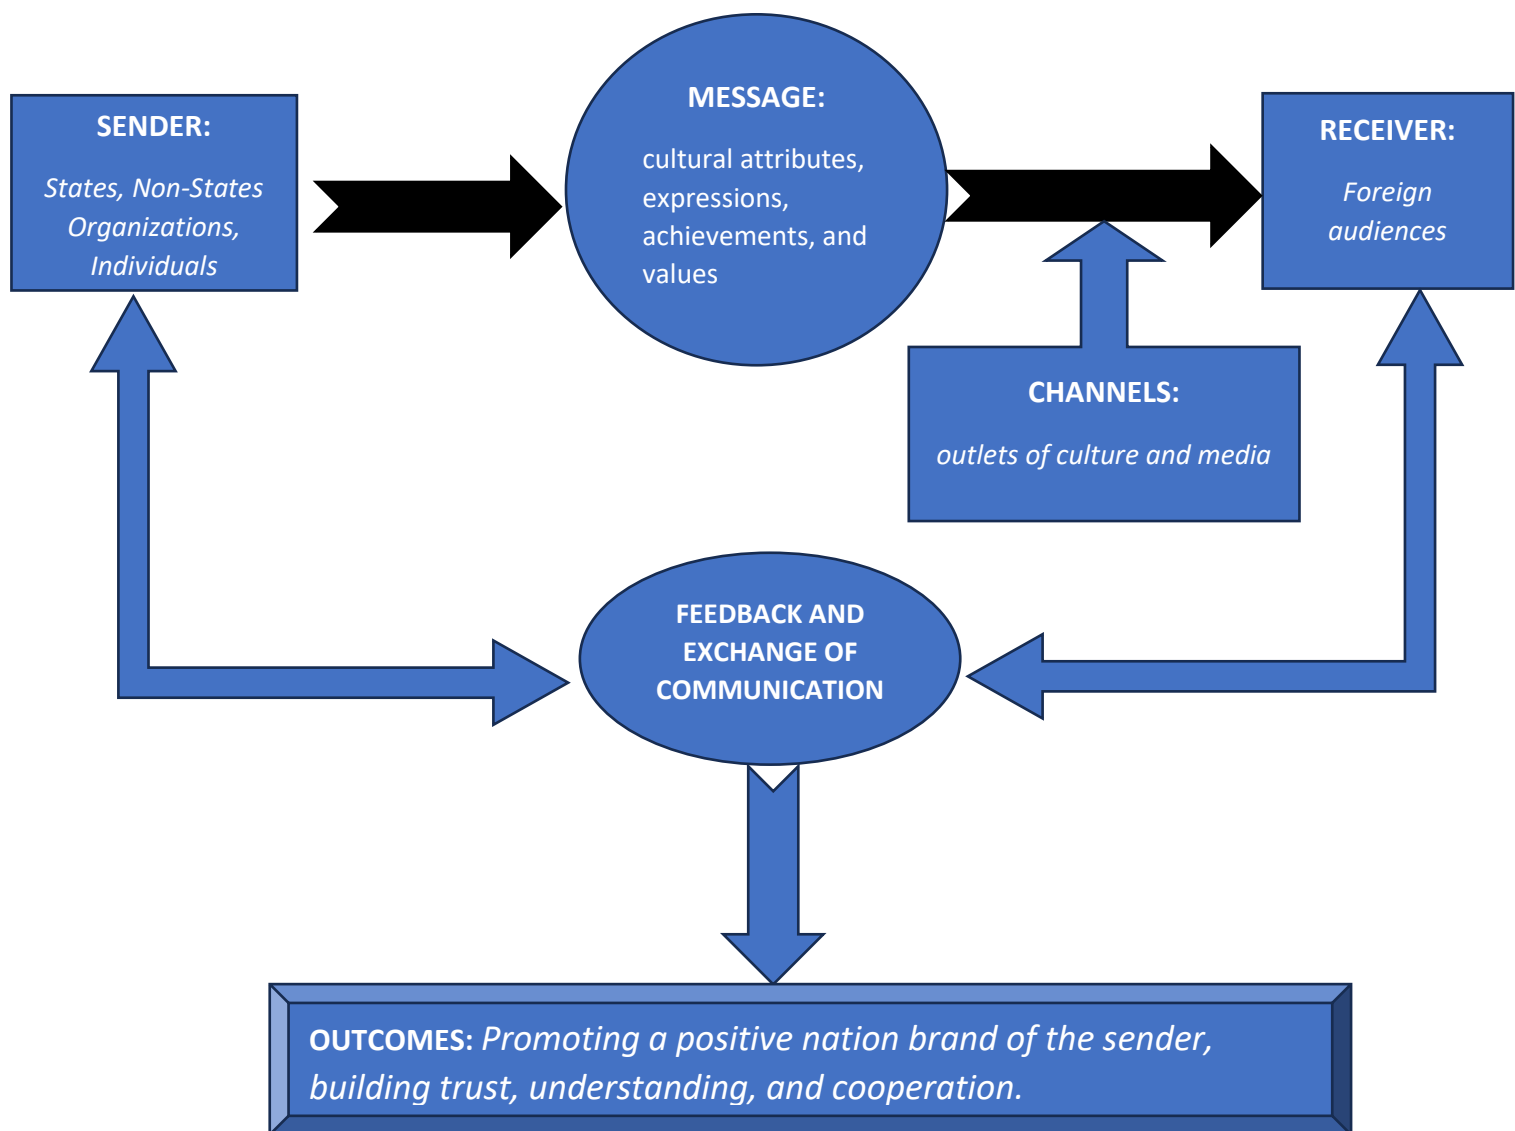 SENDER:
States, Non-States
Organizations,
Individuals
MESSAGE:
cultural attributes,
expressions,
achievements, and
values
RECEIVER:
Foreign
audiences
CHANNELS:
outlets of culture and media
FEEDBACK AND
EXCHANGE OF
COMMUNICATION
OUTCOMES: Promoting a positive nation brand of the sender,
building trust, understanding, and cooperation.